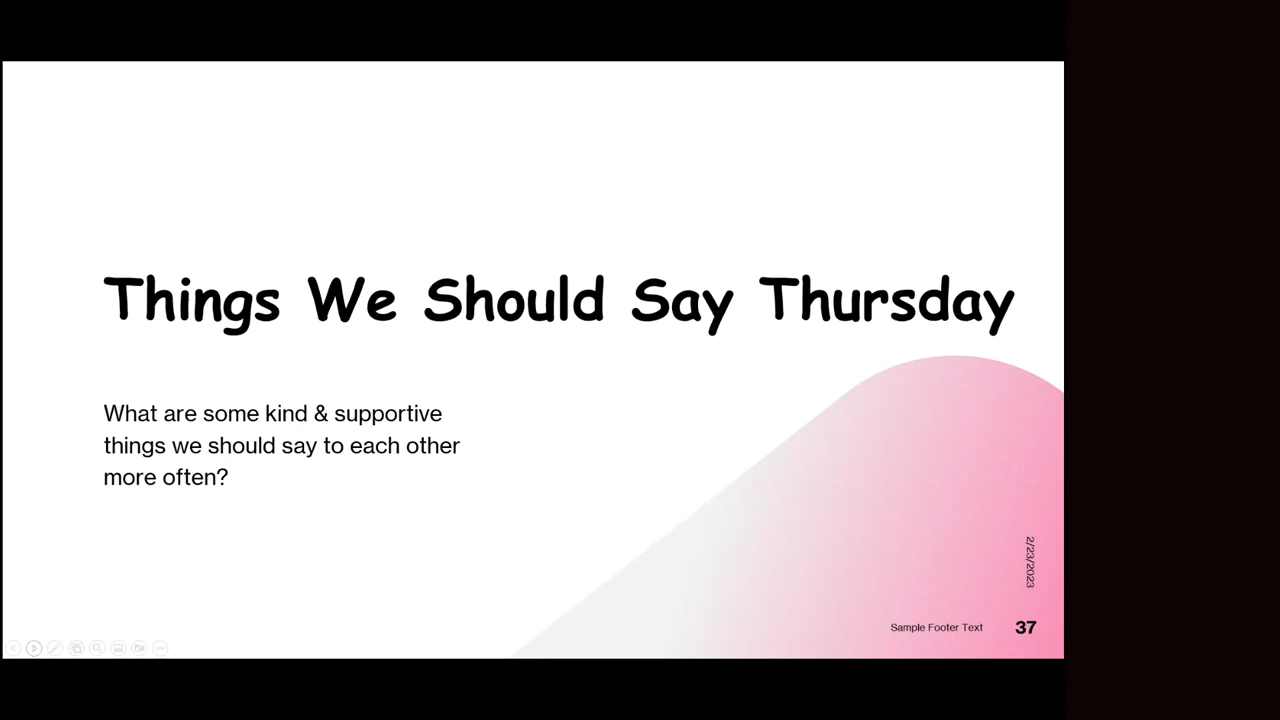 Things We Should Say Thursday
What are some kind & supportive
things we should say to each other
more often?
2/23/2023
Sample Footer Text
37